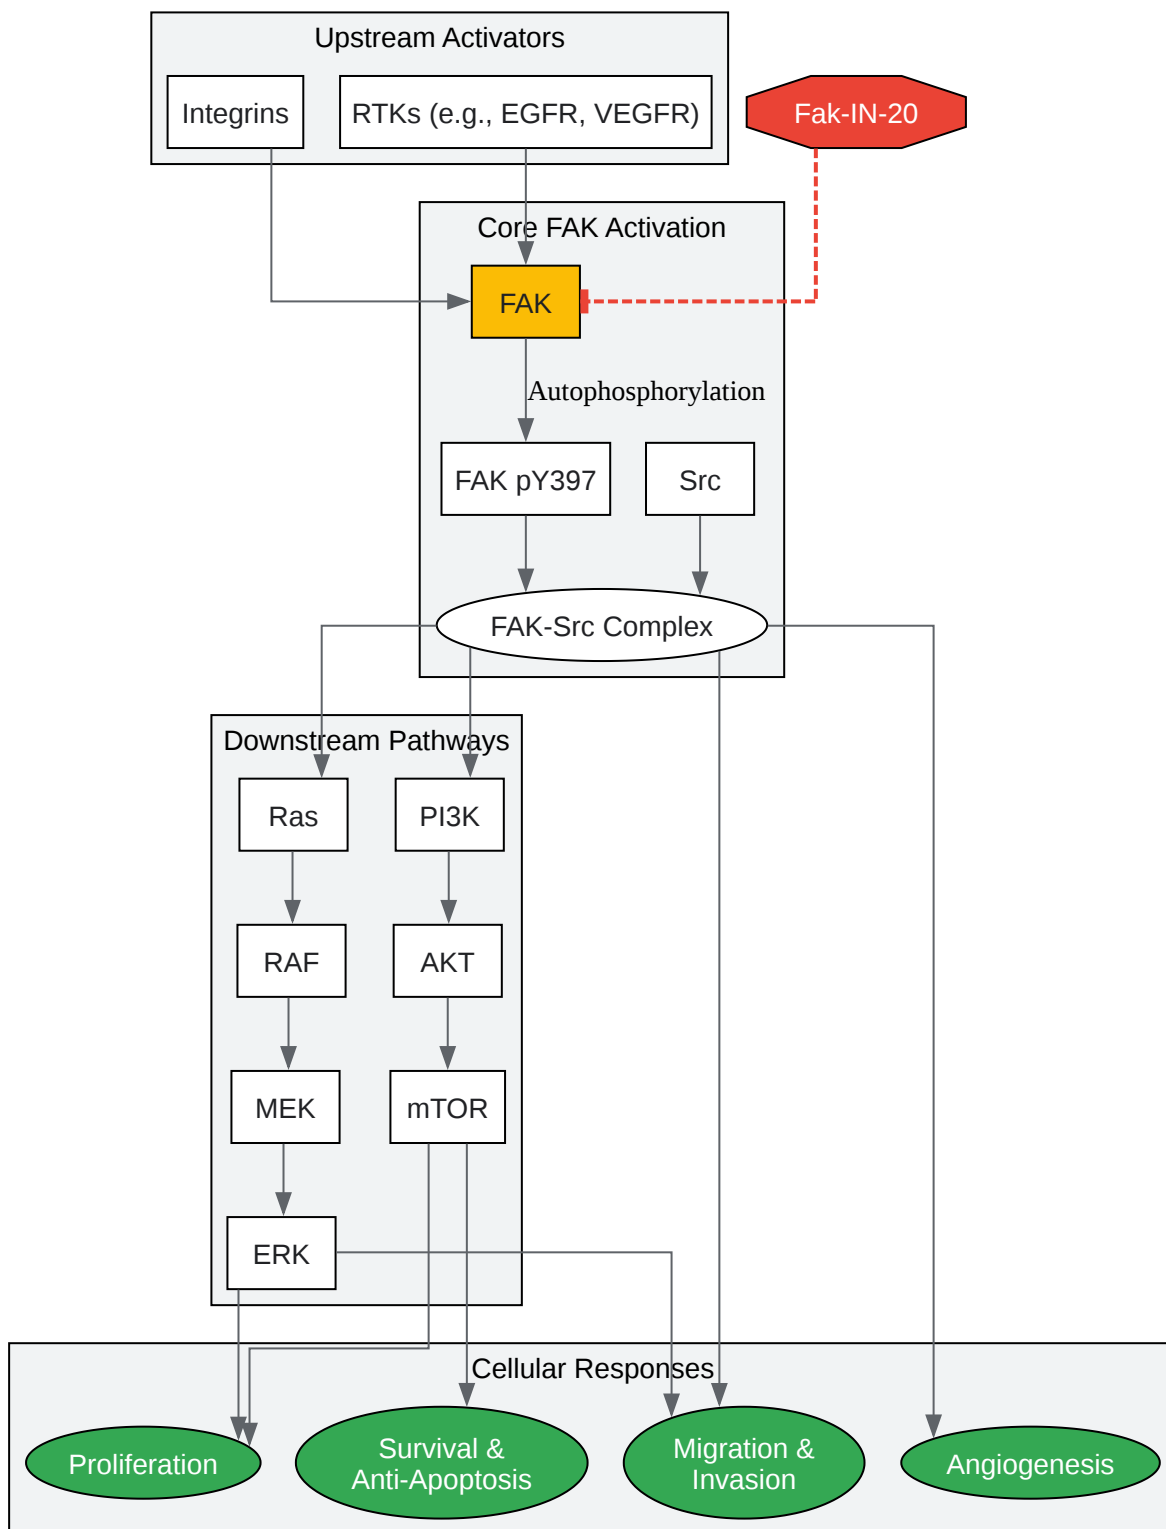 Upstream Activators
Integrins
RTKs (e.g., EGFR, VEGFR)
Fak-IN-20
Core FAK Activation
FAK
Autophosphorylation
FAK pY397
Src
FAK-Src Complex
Downstream Pathways
Ras
PI3K
RAF
AKT
MEK
mTOR
ERK
Cellular Responses
Proliferation
Survival &
Anti-Apoptosis
Migration &
Invasion
Angiogenesis